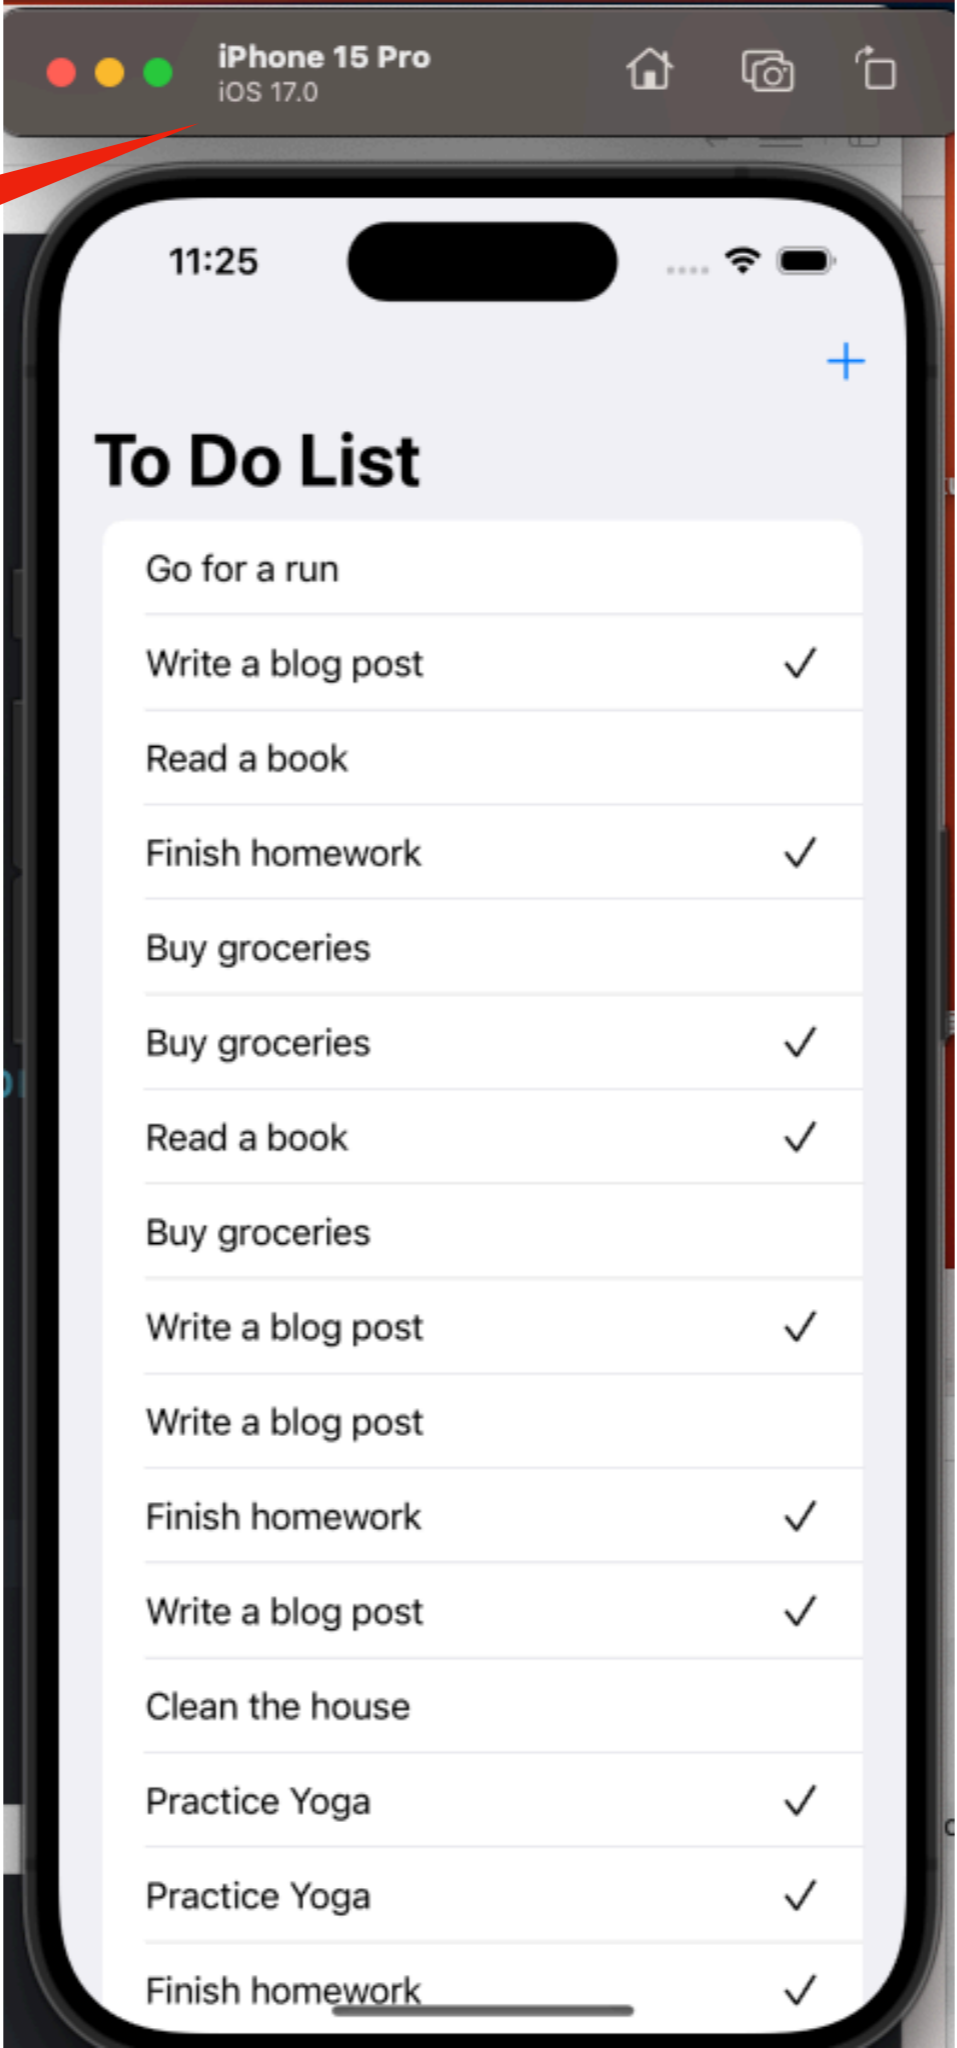 iPhone 15 Pro
iOS 17.0
11:25
To Do List
Go for a run
Write a blog post
Read a book
Finish homework
Buy groceries
Buy groceries
Read a book
Buy groceries
Write a blog post
Write a blog post
Finish homework
Write a blog post
Clean the house
Practice Yoga
Practice Yoga
Finish homework